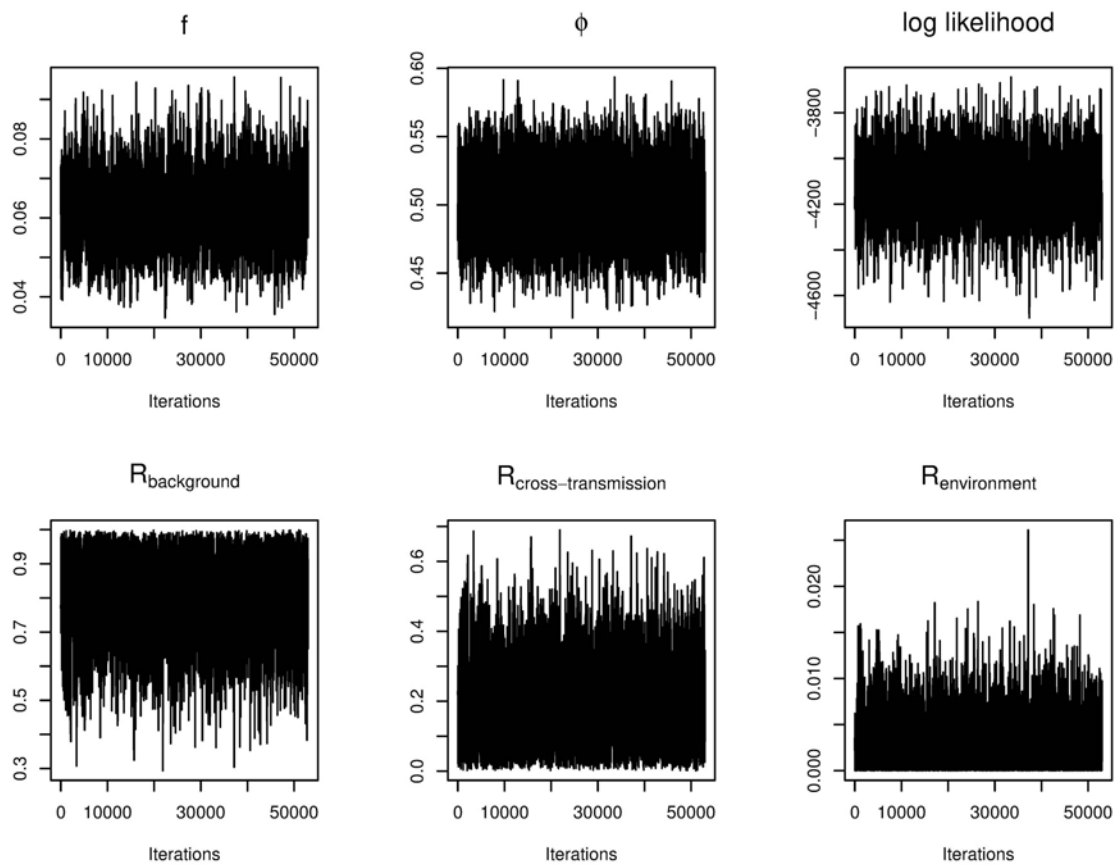 f
ϕ
log likelihood
0.04 0.06 0.08
0.45 0.50 0.55 0.60
−4600 −4200 −3800
0 10000 30000 50000
0 10000 30000 50000
0 10000 30000 50000
Iterations
Iterations
Iterations
R background
R cross−transmission
R environment
0.3 0.5 0.7 0.9
0.0 0.2 0.4 0.6
0.000 0.010 0.020
0 10000 30000 50000
0 10000 30000 50000
0 10000 30000 50000
Iterations
Iterations
Iterations